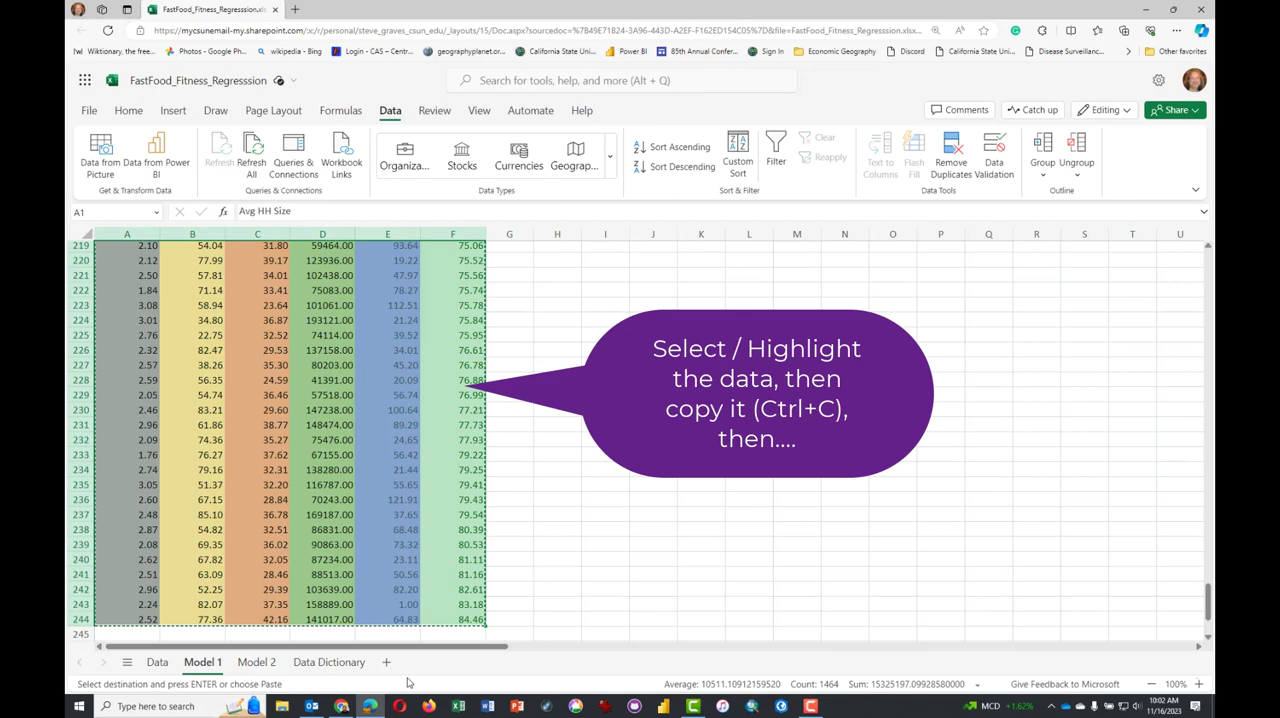 FastFood_Fitness_Regresssion.xls
https://mycsunemail-my.sharepoint.com/:x:/r/personal/steve_graves_csun_edu/_layouts/15/Doc.aspx?sourcedoc=%7B49E71B24-3A96-443D-A2EF-F162ED154C05%7D&file=FastFood_Fitness_Regresssion.xlsx...
Wiktionary, the free... Photos - Google Ph... wikipedia - Bing Login - CAS – Centr... geographyplanet.or... California State Uni... Power BI 85th Annual Confer... Sign In Economic Geography Discord California State Uni... Disease Surveillanc... Other favorites
FastFood_Fitness_Regresssion
Search for tools, help, and more (Alt + Q)
File Home Insert Draw Page Layout Formulas Data Review View Automate Help
Comments Catch up Editing Share
Data from Picture Data from Power BI Refresh Refresh All Queries & Connections Workbook Links Organiza... Stocks Currencies Geograp... Sort Ascending Sort Descending Custom Sort Filter Clear Reapply Text to Columns Flash Fill Remove Duplicates Data Validation Group Ungroup
Get & Transform Data Queries & Connections Data Types Sort & Filter Data Tools Outline
A1 fx Avg HH Size
A B C D E F G H I J K L M N O P Q R S T U
219 2.10 54.04 31.80 59464.00 93.64 75.06
220 2.12 77.99 39.17 123936.00 19.22 75.52
221 2.50 57.81 34.01 102438.00 47.97 75.56
222 1.84 71.14 33.41 75083.00 78.27 75.74
223 3.08 58.94 23.64 101061.00 112.51 75.78
224 3.01 34.80 36.87 193121.00 21.24 75.84
225 2.76 22.75 32.52 74114.00 39.52 75.95
226 2.32 82.47 29.53 137158.00 34.01 76.61
227 2.57 38.26 35.30 80203.00 45.20 76.78
228 2.59 56.35 24.59 41391.00 20.09 76.88
229 2.05 54.74 36.46 57518.00 56.74 76.99
230 2.46 83.21 29.60 147238.00 100.64 77.21
231 2.96 61.86 38.77 148474.00 89.29 77.73
232 2.09 74.36 35.27 75476.00 24.65 77.93
233 1.76 76.27 37.62 67155.00 56.42 79.22
234 2.74 79.16 32.31 138280.00 21.44 79.25
235 3.05 51.37 32.20 116787.00 55.65 79.41
236 2.60 67.15 28.84 70243.00 121.91 79.43
237 2.48 85.10 36.78 169187.00 37.65 79.54
238 2.87 54.82 32.51 86831.00 68.48 80.39
239 2.08 69.35 36.02 90863.00 73.32 80.53
240 2.62 67.82 32.05 87234.00 23.11 81.11
241 2.51 63.09 28.46 88513.00 50.56 81.16
242 2.96 52.25 29.39 103639.00 82.20 82.61
243 2.24 82.07 37.35 158889.00 1.00 83.18
244 2.52 77.36 42.16 141017.00 64.83 84.46
245
Select / Highlight
the data, then
copy it (Ctrl+C),
then....
Data Model 1 Model 2 Data Dictionary
Select destination and press ENTER or choose Paste Average: 10511.10912159520 Count: 1464 Sum: 15325197.09928580000 Give Feedback to Microsoft 100%
Type here to search MCD +1.62% 10:02 AM
11/16/2023